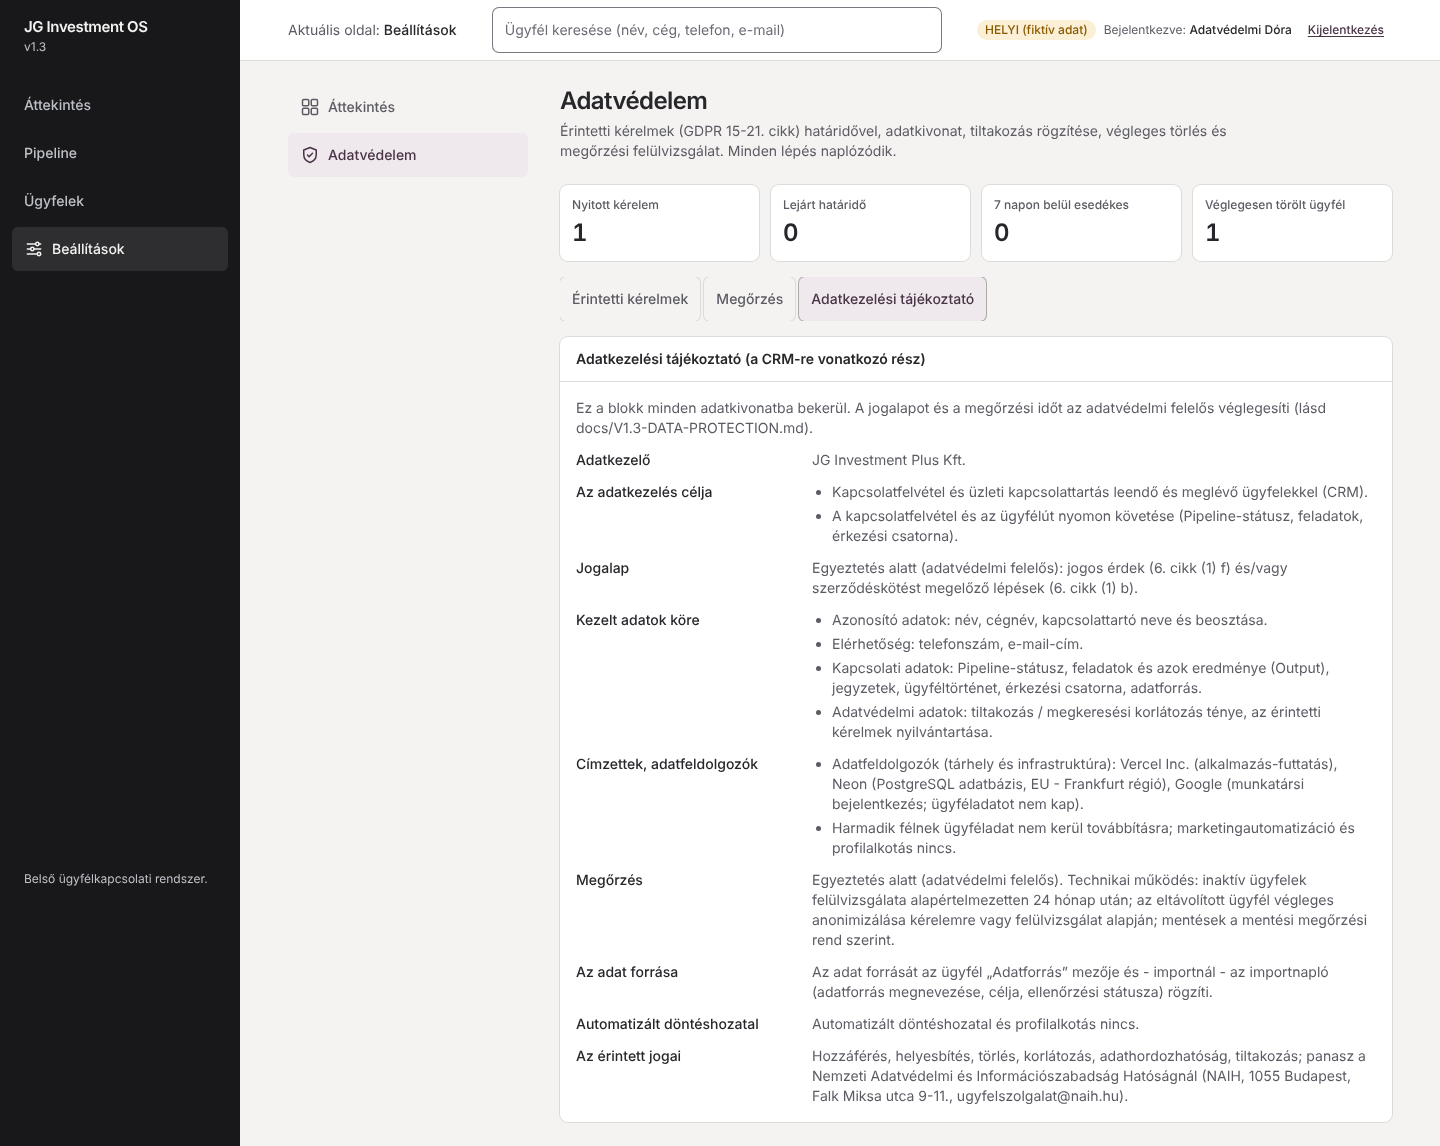 JG Investment OS
v1.3
Áttekintés
Pipeline
Ügyfelek
Beállítások
Belső ügyfélkapcsolati rendszer.
Aktuális oldal: Beállítások
Ügyfél keresése (név, cég, telefon, e-mail)
HELYI (fiktív adat)
Bejelentkezve: Adatvédelmi Dóra
Kijelentkezés
Áttekintés
Adatvédelem
Adatvédelem
Érintetti kérelmek (GDPR 15-21. cikk) határidővel, adatkivonat, tiltakozás rögzítése, végleges törlés és
megőrzési felülvizsgálat. Minden lépés naplózódik.
Nyitott kérelem
1
Lejárt határidő
0
7 napon belül esedékes
0
Véglegesen törölt ügyfél
1
Érintetti kérelmek
Megőrzés
Adatkezelési tájékoztató
Adatkezelési tájékoztató (a CRM-re vonatkozó rész)
Ez a blokk minden adatkivonatba bekerül. A jogalapot és a megőrzési időt az adatvédelmi felelős véglegesíti (lásd
docs/V1.3-DATA-PROTECTION.md).
Adatkezelő
JG Investment Plus Kft.
Az adatkezelés célja
• Kapcsolatfelvétel és üzleti kapcsolattartás leendő és meglévő ügyfelekkel (CRM).
• A kapcsolatfelvétel és az ügyfélút nyomon követése (Pipeline-státusz, feladatok,
érkezési csatorna).
Jogalap
Egyeztetés alatt (adatvédelmi felelős): jogos érdek (6. cikk (1) f) és/vagy
szerződéskötést megelőző lépések (6. cikk (1) b).
Kezelt adatok köre
• Azonosító adatok: név, cégnév, kapcsolattartó neve és beosztása.
• Elérhetőség: telefonszám, e-mail-cím.
• Kapcsolati adatok: Pipeline-státusz, feladatok és azok eredménye (Output),
jegyzetek, ügyféltörténet, érkezési csatorna, adatforrás.
• Adatvédelmi adatok: tiltakozás / megkeresési korlátozás ténye, az érintetti
kérelmek nyilvántartása.
Címzettek, adatfeldolgozók
• Adatfeldolgozók (tárhely és infrastruktúra): Vercel Inc. (alkalmazás-futtatás),
Neon (PostgreSQL adatbázis, EU - Frankfurt régió), Google (munkatársi
bejelentkezés; ügyféladatot nem kap).
• Harmadik félnek ügyféladat nem kerül továbbításra; marketingautomatizáció és
profilalkotás nincs.
Megőrzés
Egyeztetés alatt (adatvédelmi felelős). Technikai működés: inaktív ügyfelek
felülvizsgálata alapértelmezetten 24 hónap után; az eltávolított ügyfél végleges
anonimizálása kérelemre vagy felülvizsgálat alapján; mentések a mentési megőrzési
rend szerint.
Az adat forrása
Az adat forrását az ügyfél „Adatforrás” mezője és - importnál - az importnapló
(adatforrás megnevezése, célja, ellenőrzési státusza) rögzíti.
Automatizált döntéshozatal
Automatizált döntéshozatal és profilalkotás nincs.
Az érintett jogai
Hozzáférés, helyesbítés, törlés, korlátozás, adathordozhatóság, tiltakozás; panasz a
Nemzeti Adatvédelmi és Információszabadság Hatóságnál (NAIH, 1055 Budapest,
Falk Miksa utca 9-11., ugyfelszolgalat@naih.hu).